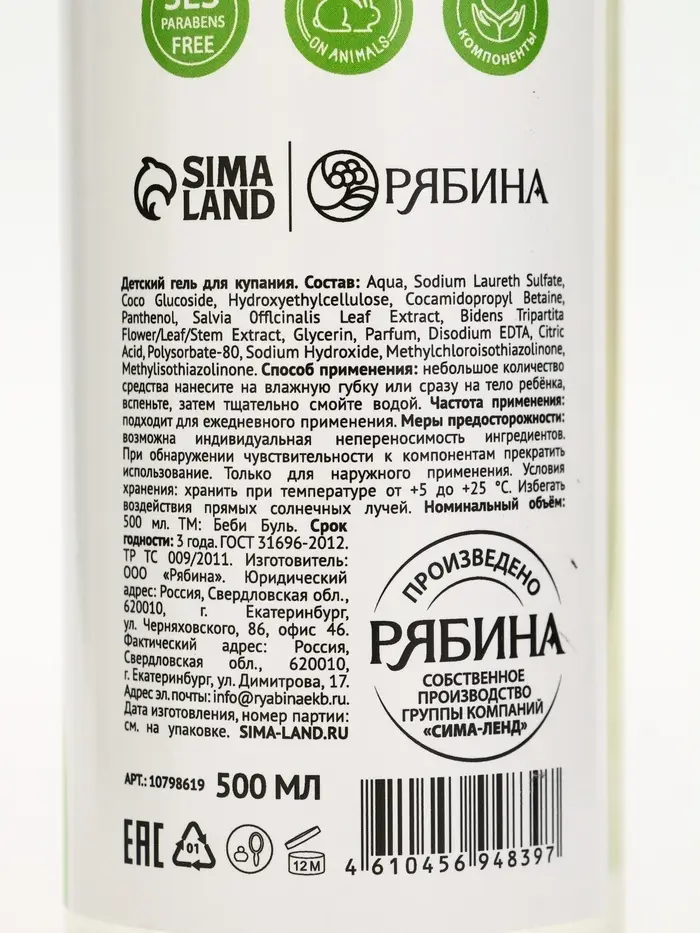 SLS
PARABENS
FREE
ON ANIMALS
КОМПОНЕНТЫ
SIMA
LAND
РЯБИНА
Детский гель для купания. Состав: Aqua, Sodium Laureth Sulfate,
Coco Glucoside, Hydroxyethylcellulose, Cocamidopropyl Betaine,
Panthenol, Salvia Offlcinalis Leaf Extract, Bidens Tripartita
Flower/Leaf/Stem Extract, Glycerin, Parfum, Disodium EDTA, Citric
Acid, Polysorbate-80, Sodium Hydroxide, Methylchloroisothiazolinone,
Methylisothiazolinone. Способ применения: небольшое количество
средства нанесите на влажную губку или сразу на тело ребёнка,
вспеньте, затем тщательно смойте водой. Частота применения:
подходит для ежедневного применения. Меры предосторожности:
возможна индивидуальная непереносимость ингредиентов.
При обнаружении чувствительности к компонентам прекратить
использование. Только для наружного применения. Условия
хранения: хранить при температуре от +5 до +25 °С. Избегать
воздействия прямых солнечных лучей. Номинальный объём:
500 мл. ТМ: Беби Буль. Срок
годности: 3 года. ГОСТ 31696-2012.
ТР ТС 009/2011. Изготовитель:
ООО «Рябина». Юридический
адрес: Россия, Свердловская обл.,
620010, г. Екатеринбург,
ул. Черняховского, 86, офис 46.
Фактический адрес: Россия,
Свердловская обл., 620010,
г. Екатеринбург, ул. Димитрова, 17.
Адрес эл. почты: info@ryabinaekb.ru.
Дата изготовления, номер партии:
см. на упаковке. SIMA-LAND.RU
ПРОИЗВЕДЕНО
РЯБИНА
СОБСТВЕННОЕ
ПРОИЗВОДСТВО
ГРУППЫ КОМПАНИЙ
«СИМА-ЛЕНД»
АРТ.: 10798619 500 МЛ
EAC 01 12 M
4 610456 948397